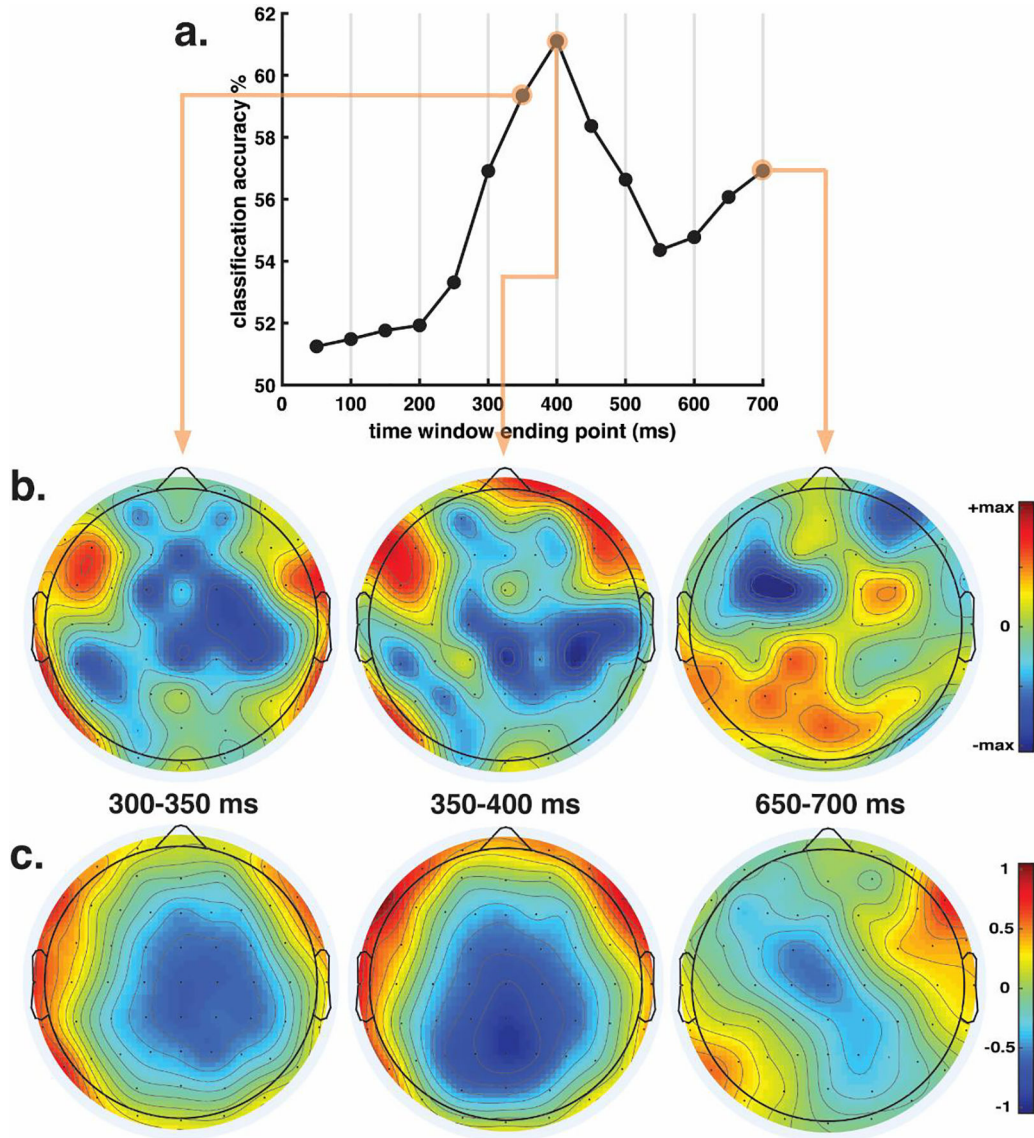 a.
classification accuracy %
62
60
58
56
54
52
50
0 100 200 300 400 500 600 700
time window ending point (ms)
b.
+max
0
-max
300-350 ms 350-400 ms 650-700 ms
c.
1
0.5
0
-0.5
-1